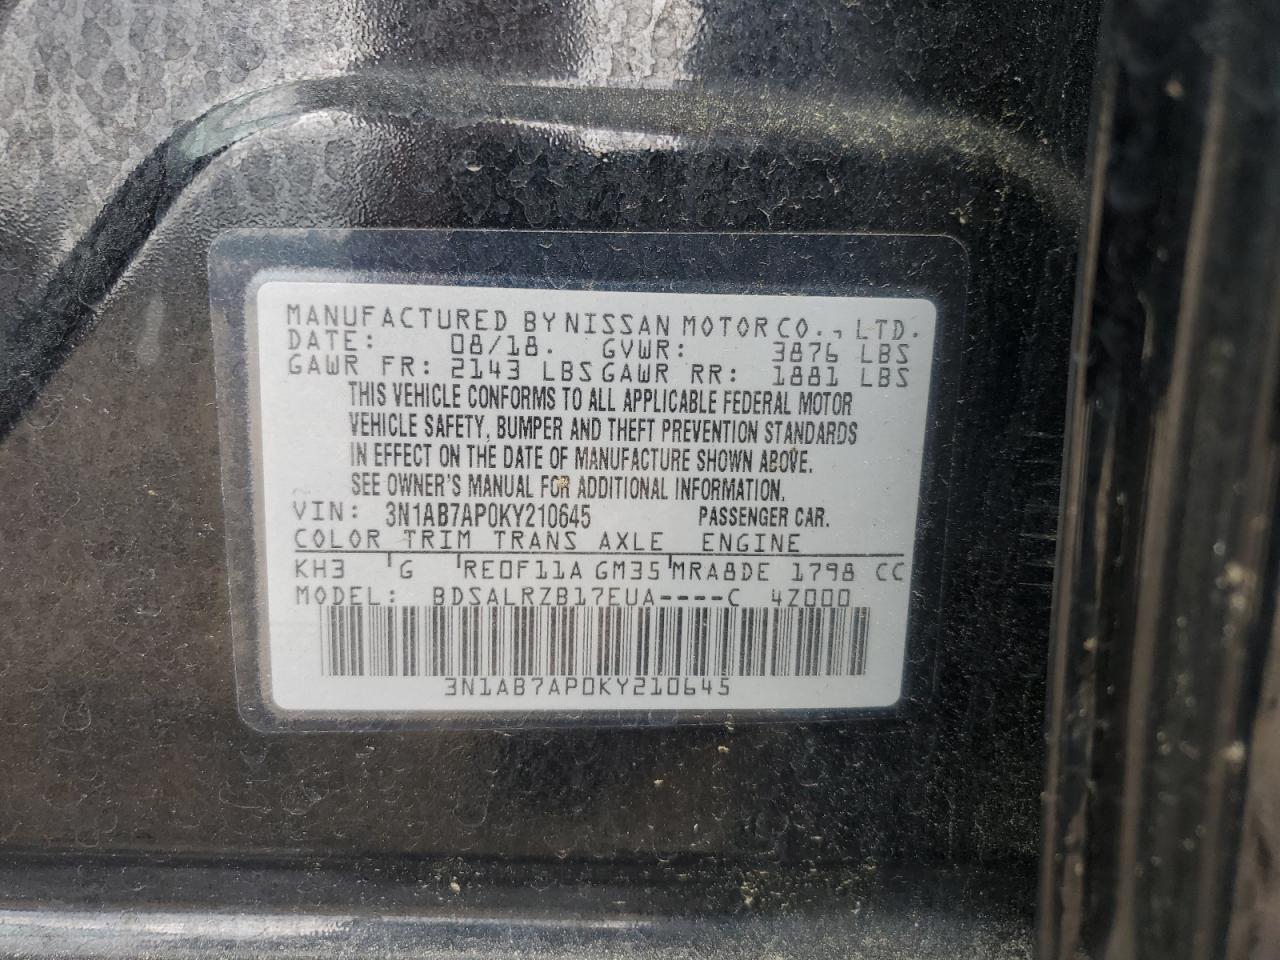 MANUFACTURED BY NISSAN MOTOR CO., LTD.
DATE: 08/18. GVWR: 3876 LBS
GAWR FR: 2143 LBS GAWR RR: 1881 LBS
THIS VEHICLE CONFORMS TO ALL APPLICABLE FEDERAL MOTOR
VEHICLE SAFETY, BUMPER AND THEFT PREVENTION STANDARDS
IN EFFECT ON THE DATE OF MANUFACTURE SHOWN ABOVE.
SEE OWNER'S MANUAL FOR ADDITIONAL INFORMATION.
VIN: 3N1AB7AP0KY210645 PASSENGER CAR.
COLOR TRIM TRANS AXLE ENGINE
KH3 G RE0F11A GM35 MRA8DE 1798 CC
MODEL: BDSALRZB17EUA----C 4Z000
3N1AB7AP0KY210645